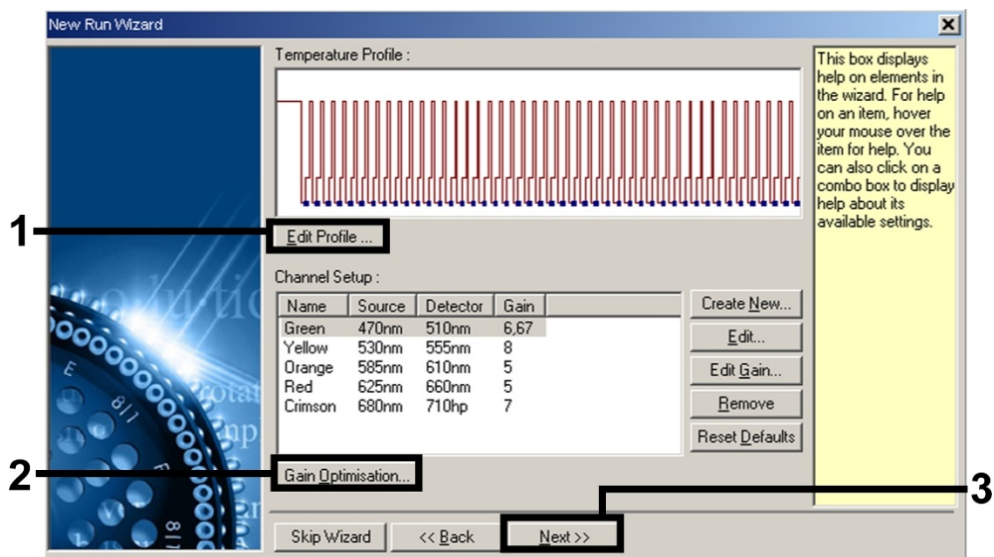 New Run Wizard
Temperature Profile :
This box displays
help on elements in
the wizard. For help
on an item, hover
your mouse over the
item for help. You
can also click on a
combo box to display
help about its
available settings.
1
Edit Profile ...
Channel Setup :
Name Source Detector Gain
Green 470nm 510nm 6,67
Yellow 530nm 555nm 8
Orange 585nm 610nm 5
Red 625nm 660nm 5
Crimson 680nm 710hp 7
Create New...
Edit...
Edit Gain...
Remove
Reset Defaults
2
Gain Optimisation...
3
Skip Wizard << Back Next >>
E
8/1
F
8/1